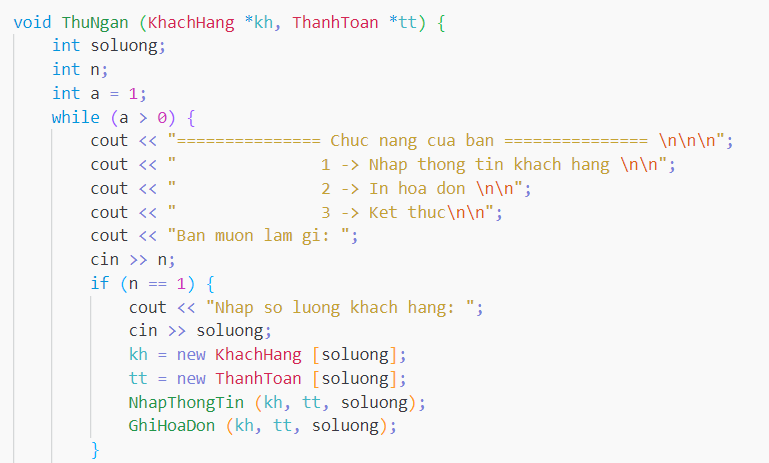 void ThuNgan (KhachHang *kh, ThanhToan *tt) {
    int soluong;
    int n;
    int a = 1;
    while (a > 0) {
        cout << "=============== Chuc nang cua ban =============== \n\n\n";
        cout << "               1 -> Nhap thong tin khach hang \n\n";
        cout << "               2 -> In hoa don \n\n";
        cout << "               3 -> Ket thuc\n\n";
        cout << "Ban muon lam gi: ";
        cin >> n;
        if (n == 1) {
            cout << "Nhap so luong khach hang: ";
            cin >> soluong;
            kh = new KhachHang [soluong];
            tt = new ThanhToan [soluong];
            NhapThongTin (kh, tt, soluong);
            GhiHoaDon (kh, tt, soluong);
        }